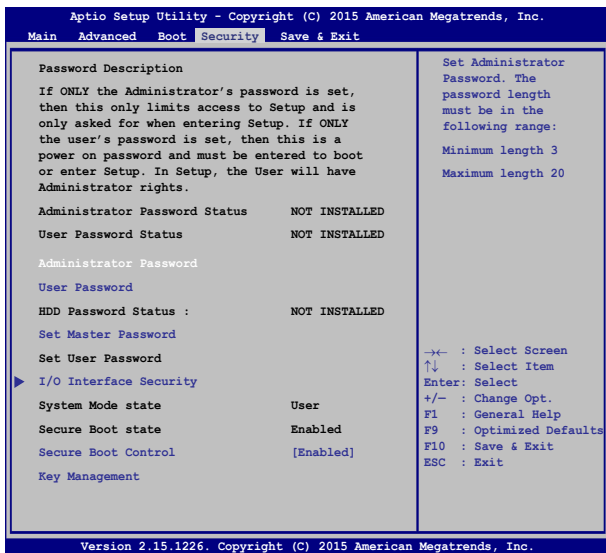 Aptio Setup Utility - Copyright (C) 2015 American Megatrends, Inc.
Main Advanced Boot Security Save & Exit
Password Description
If ONLY the Administrator's password is set,
then this only limits access to Setup and is
only asked for when entering Setup. If ONLY
the user's password is set, then this is a
power on password and must be entered to boot
or enter Setup. In Setup, the User will have
Administrator rights.
Administrator Password Status NOT INSTALLED
User Password Status NOT INSTALLED
Administrator Password
User Password
HDD Password Status : NOT INSTALLED
Set Master Password
Set User Password
I/O Interface Security
System Mode state User
Secure Boot state Enabled
Secure Boot Control [Enabled]
Key Management
Set Administrator
Password. The
password length
must be in the
following range:
Minimum length 3
Maximum length 20
→← : Select Screen
↑↓ : Select Item
Enter: Select
+/— : Change Opt.
F1 : General Help
F9 : Optimized Defaults
F10 : Save & Exit
ESC : Exit
Version 2.15.1226. Copyright (C) 2015 American Megatrends, Inc.